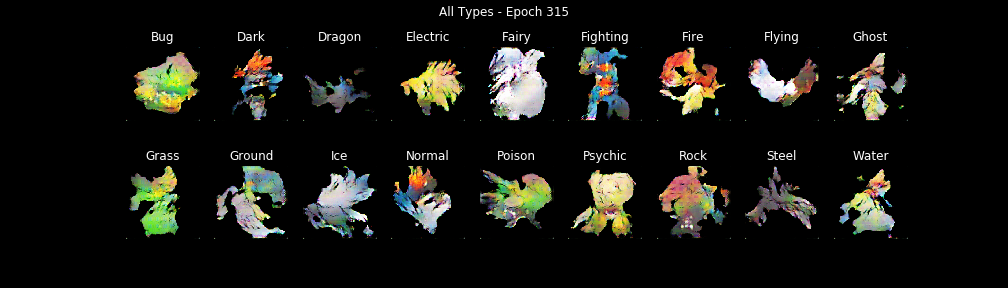 All Types - Epoch 315
Bug Dark Dragon Electric Fairy Fighting Fire Flying Ghost
Grass Ground Ice Normal Poison Psychic Rock Steel Water